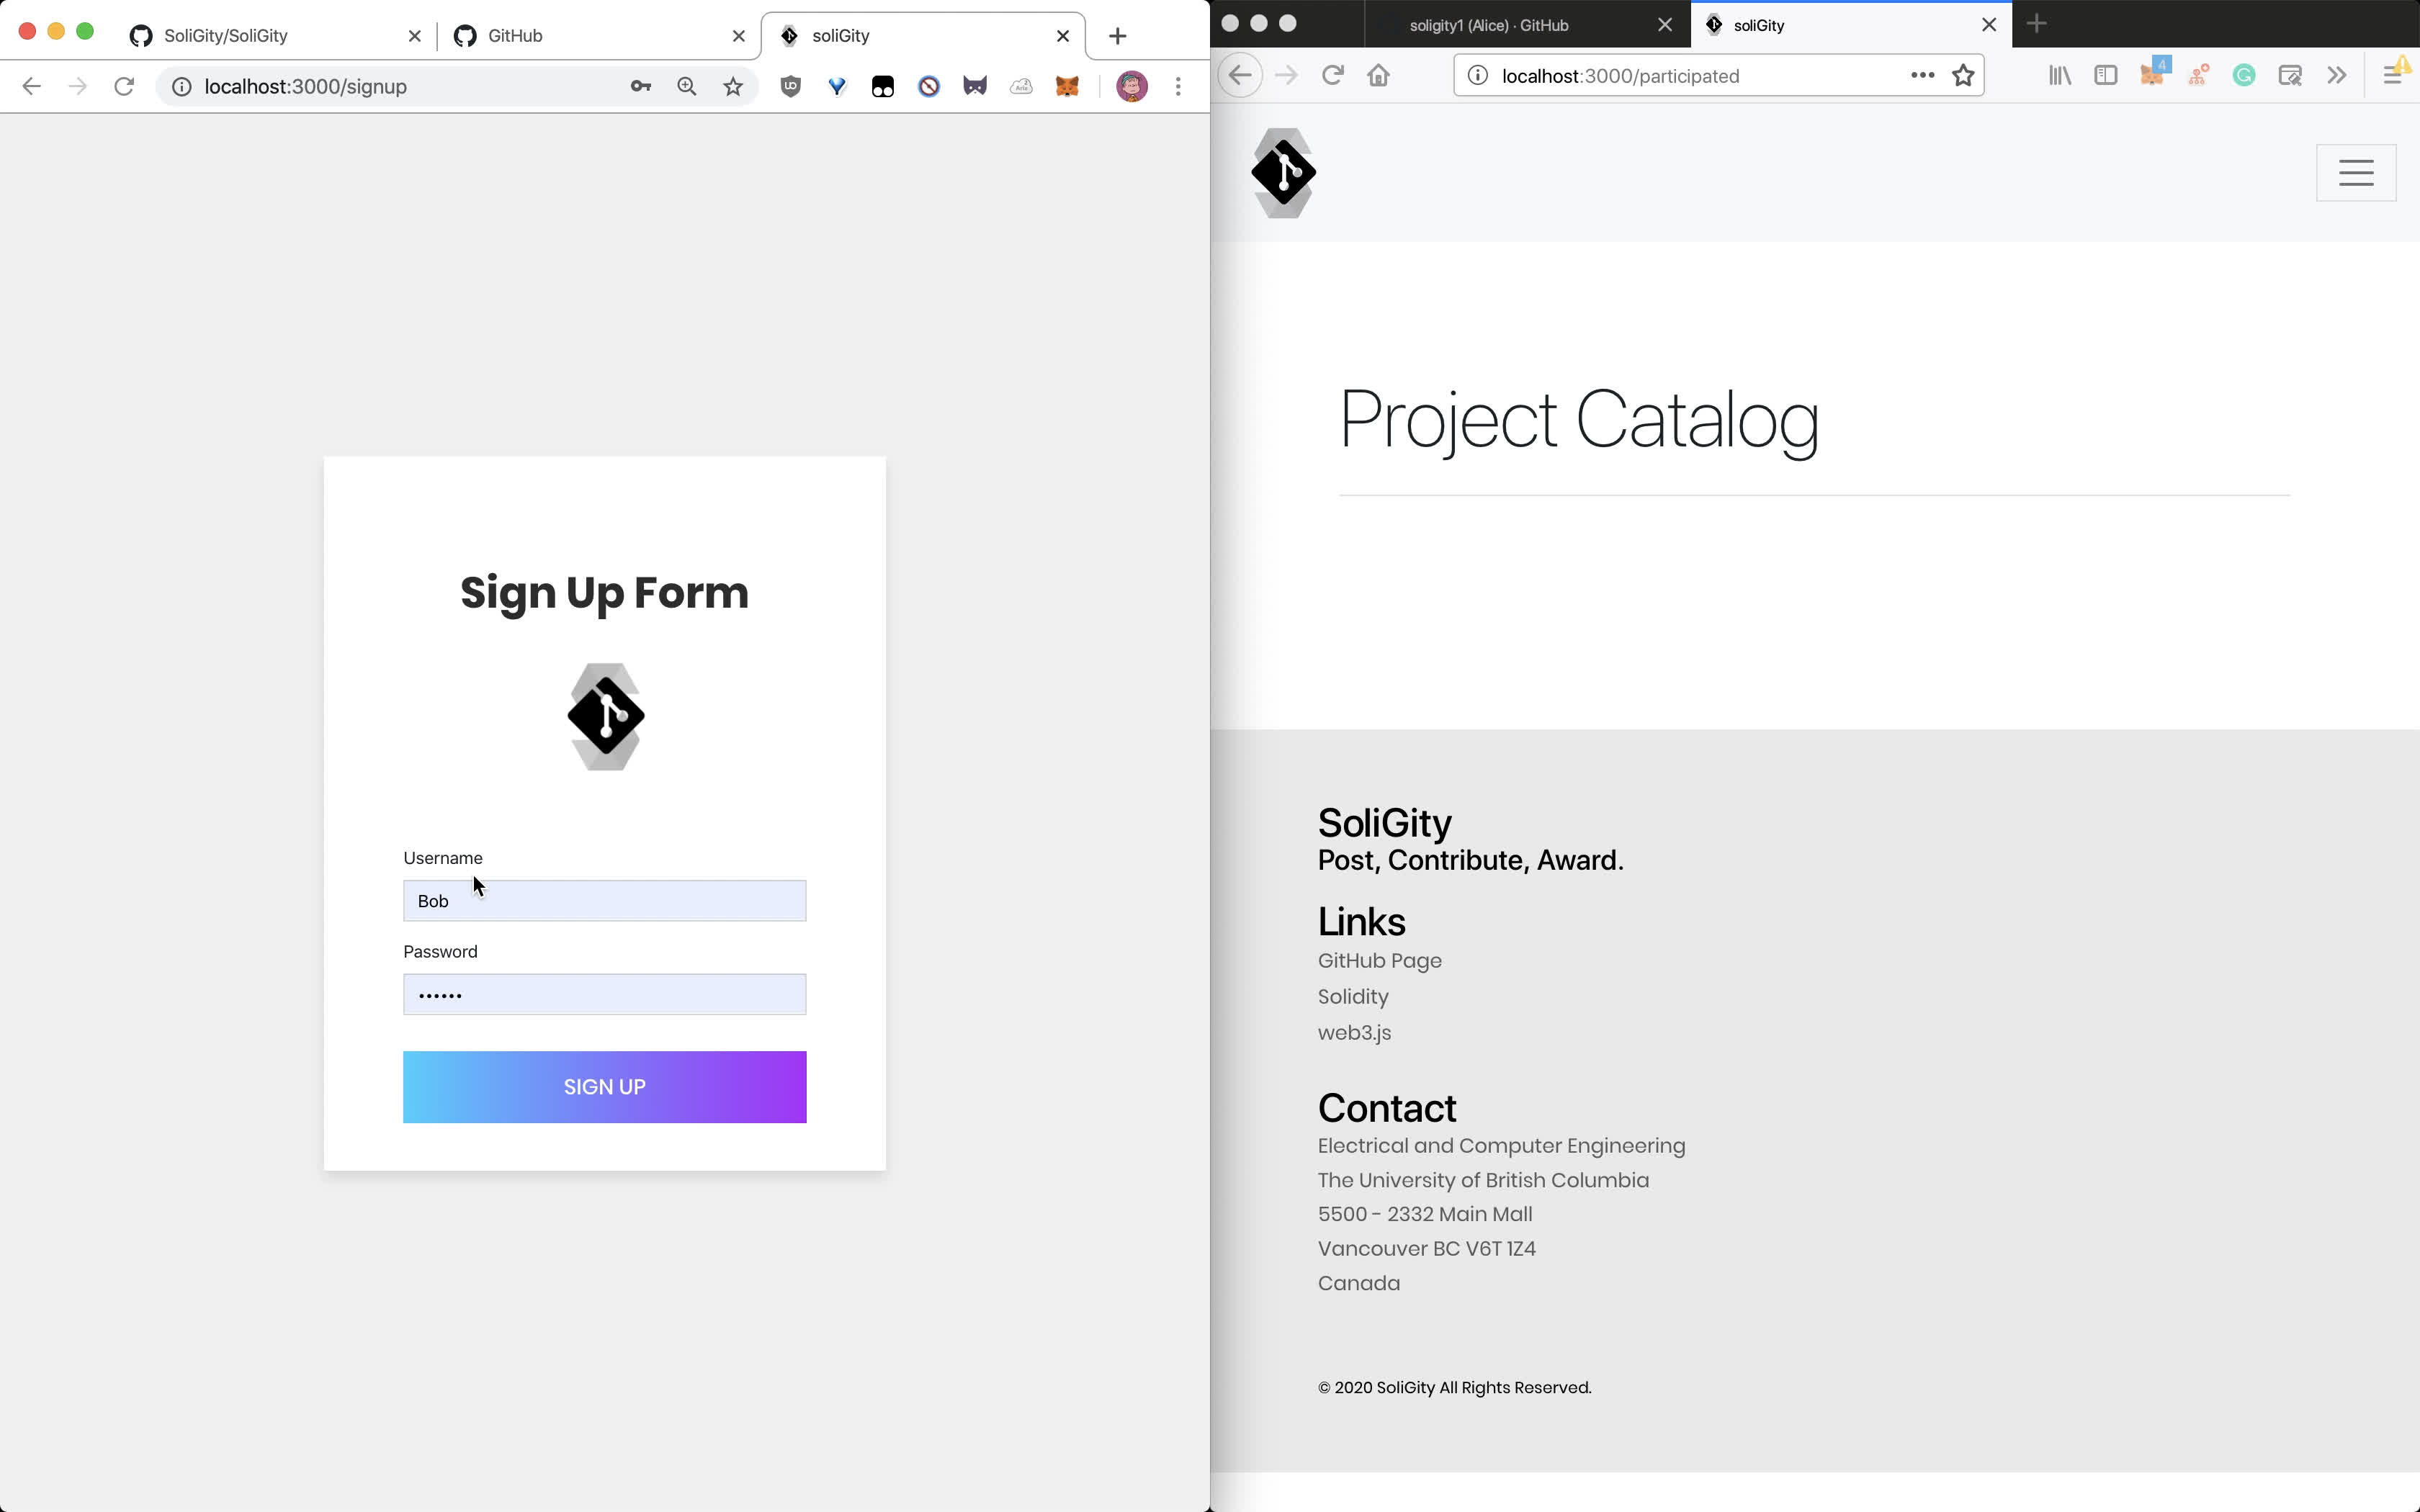 SoliGity/SoliGity
GitHub
soliGity
localhost:3000/signup
Sign Up Form
Username
Bob
Password
••••••
SIGN UP
soligity1 (Alice) · GitHub
soliGity
localhost:3000/participated
4
Project Catalog
SoliGity
Post, Contribute, Award.
Links
GitHub Page
Solidity
web3.js
Contact
Electrical and Computer Engineering
The University of British Columbia
5500 - 2332 Main Mall
Vancouver BC V6T 1Z4
Canada
© 2020 SoliGity All Rights Reserved.